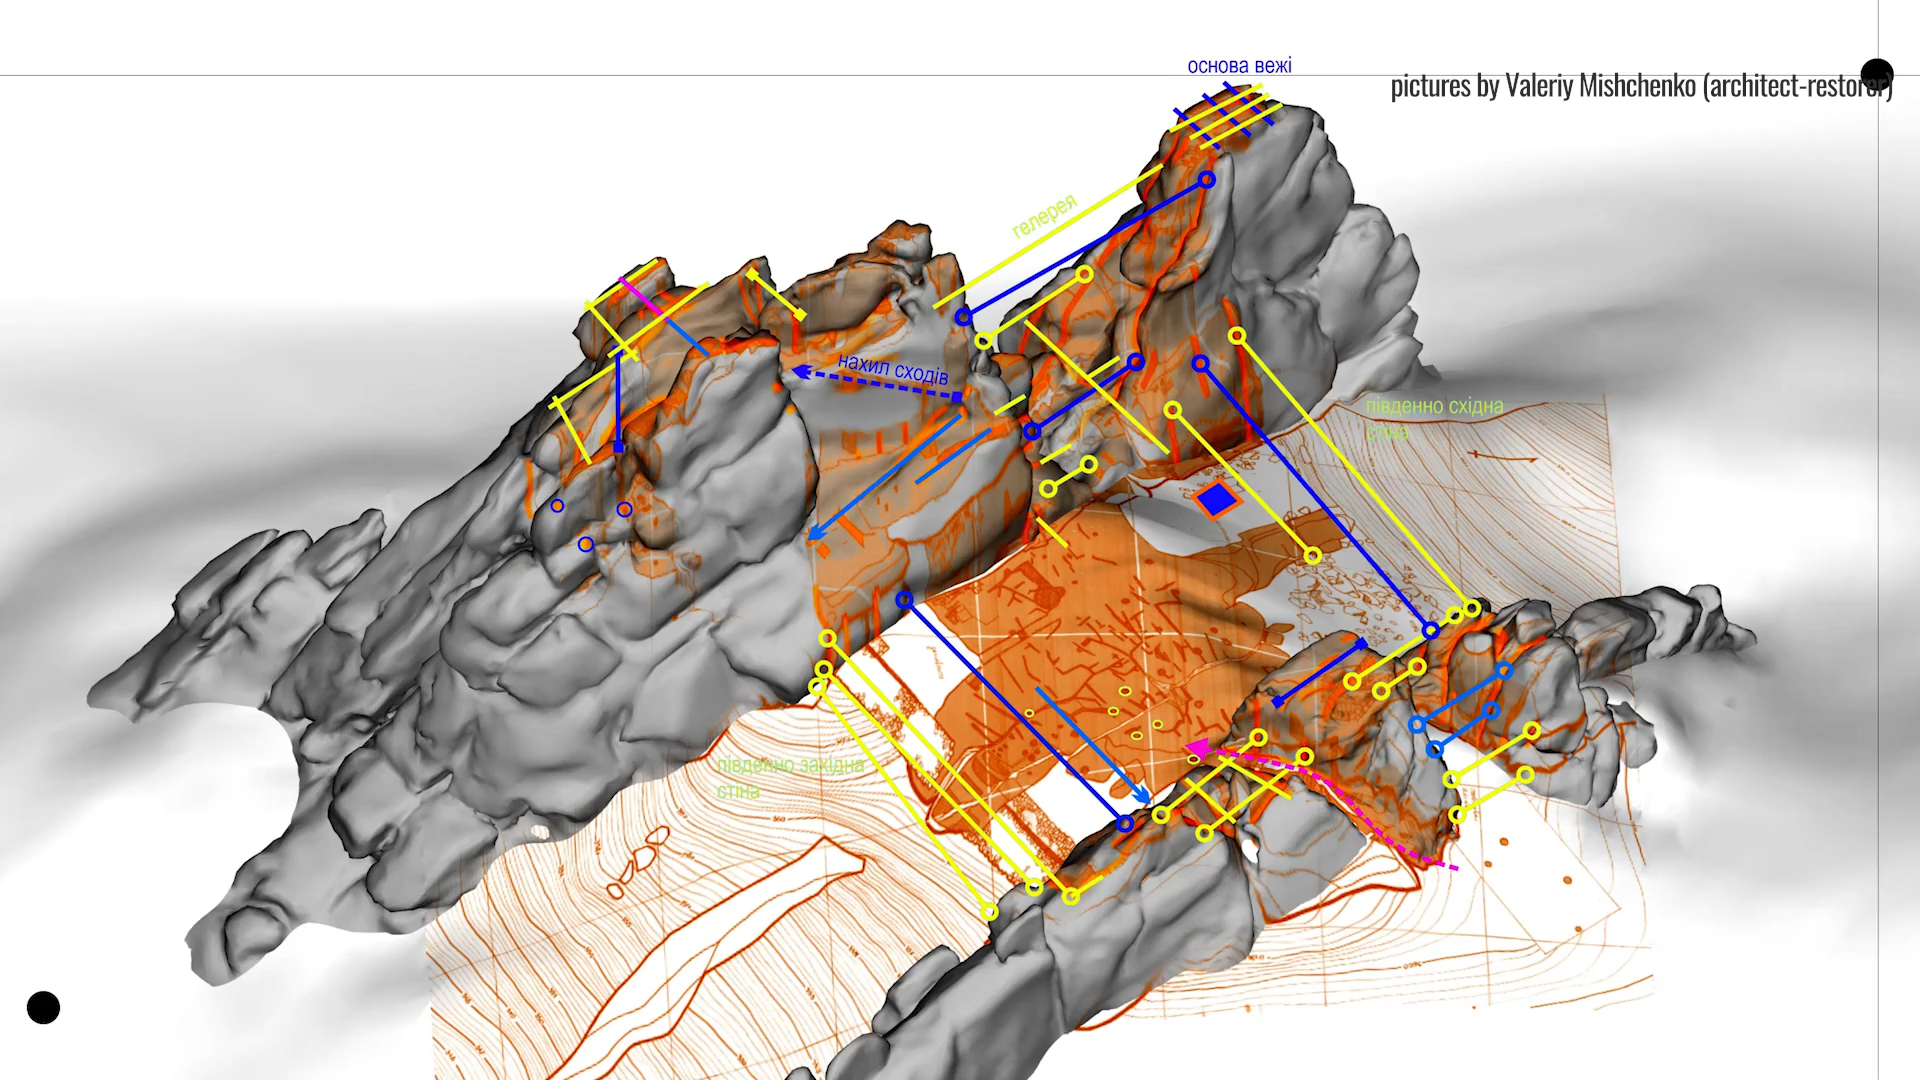 основа вежі
pictures by Valeriy Mishchenko (architect-restorer)
гелерея
нахил сходів
південно східна
стіна
південно західна
стіна